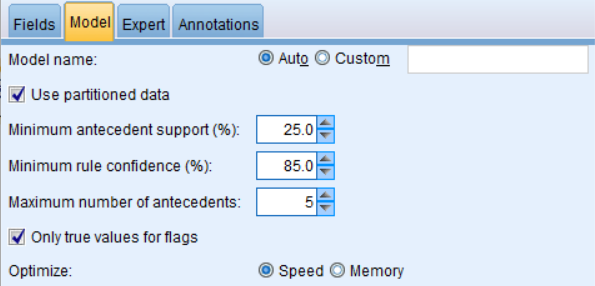 Fields Model Expert Annotations
Model name: Auto Custom
Use partitioned data
Minimum antecedent support (%): 25.0
Minimum rule confidence (%): 85.0
Maximum number of antecedents: 5
Only true values for flags
Optimize: Speed Memory